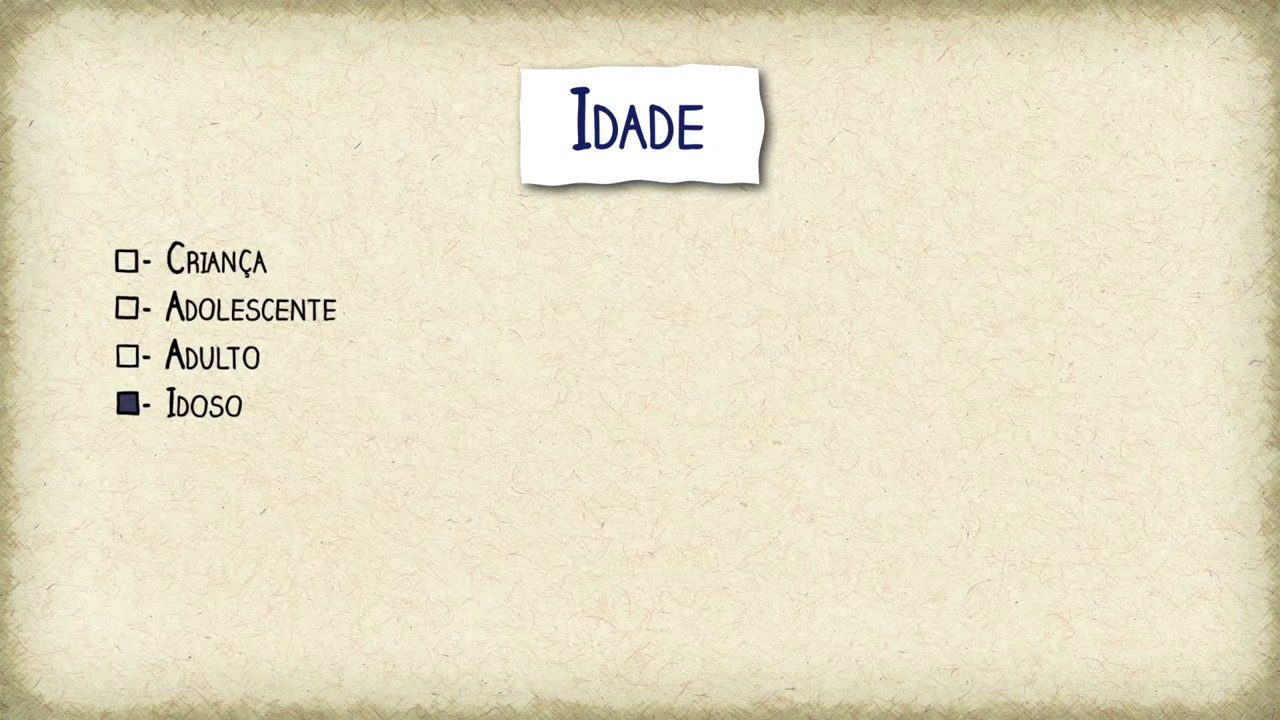 Idade
- Criança
- Adolescente
- Adulto
- Idoso